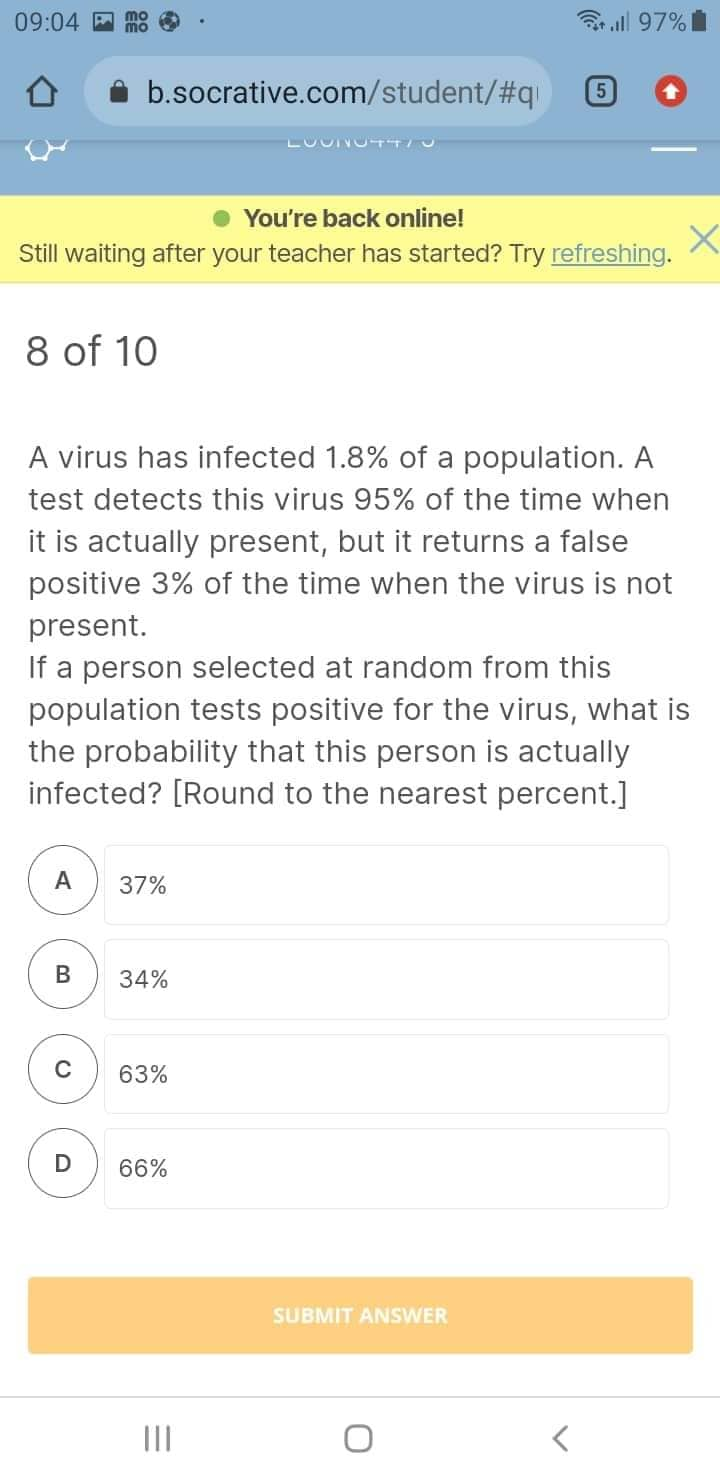 09:04 97%
b.socrative.com/student/#q
5
You're back online!
Still waiting after your teacher has started? Try refreshing.
8 of 10
A virus has infected 1.8% of a population. A
test detects this virus 95% of the time when
it is actually present, but it returns a false
positive 3% of the time when the virus is not
present.
If a person selected at random from this
population tests positive for the virus, what is
the probability that this person is actually
infected? [Round to the nearest percent.]
A 37%
B 34%
C 63%
D 66%
SUBMIT ANSWER